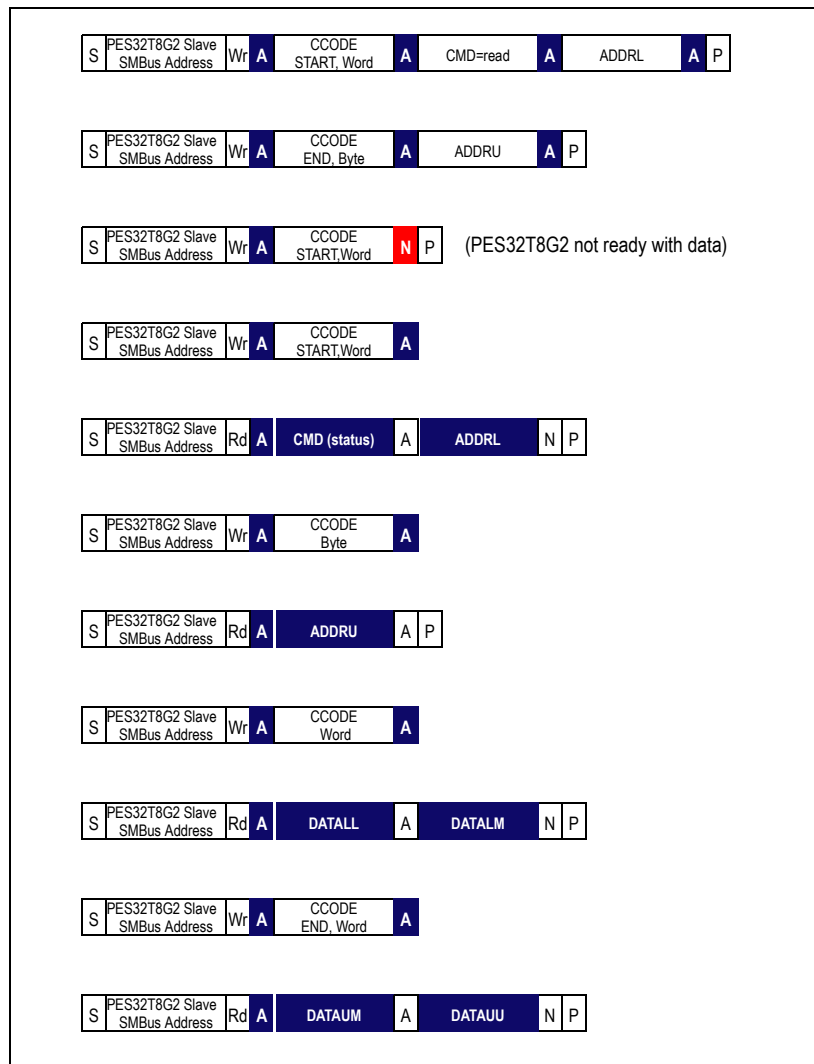 S PES32T8G2 Slave SMBus Address Wr A CCODE START, Word A CMD=read A ADDRL A P
S PES32T8G2 Slave SMBus Address Wr A CCODE END, Byte A ADDRU A P
S PES32T8G2 Slave SMBus Address Wr A CCODE START,Word N P (PES32T8G2 not ready with data)
S PES32T8G2 Slave SMBus Address Wr A CCODE START,Word A
S PES32T8G2 Slave SMBus Address Rd A CMD (status) A ADDRL N P
S PES32T8G2 Slave SMBus Address Wr A CCODE Byte A
S PES32T8G2 Slave SMBus Address Rd A ADDRU A P
S PES32T8G2 Slave SMBus Address Wr A CCODE Word A
S PES32T8G2 Slave SMBus Address Rd A DATALL A DATALM N P
S PES32T8G2 Slave SMBus Address Wr A CCODE END, Word A
S PES32T8G2 Slave SMBus Address Rd A DATAUM A DATAUU N P